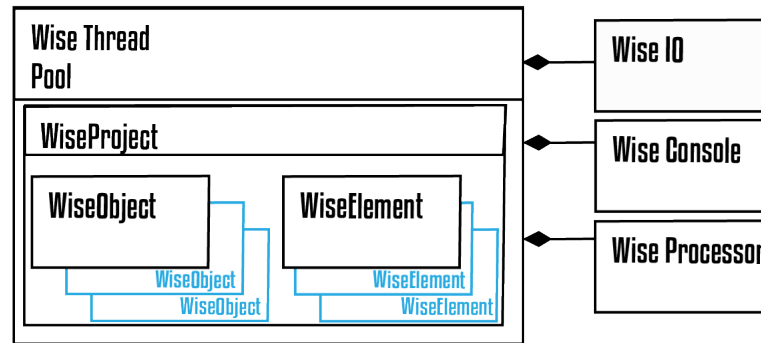 Wise Thread
Pool
Wise IO
WiseProject
Wise Console
WiseObject
WiseElement
Wise Processor
WiseObject
WiseElement
WiseObject
WiseElement